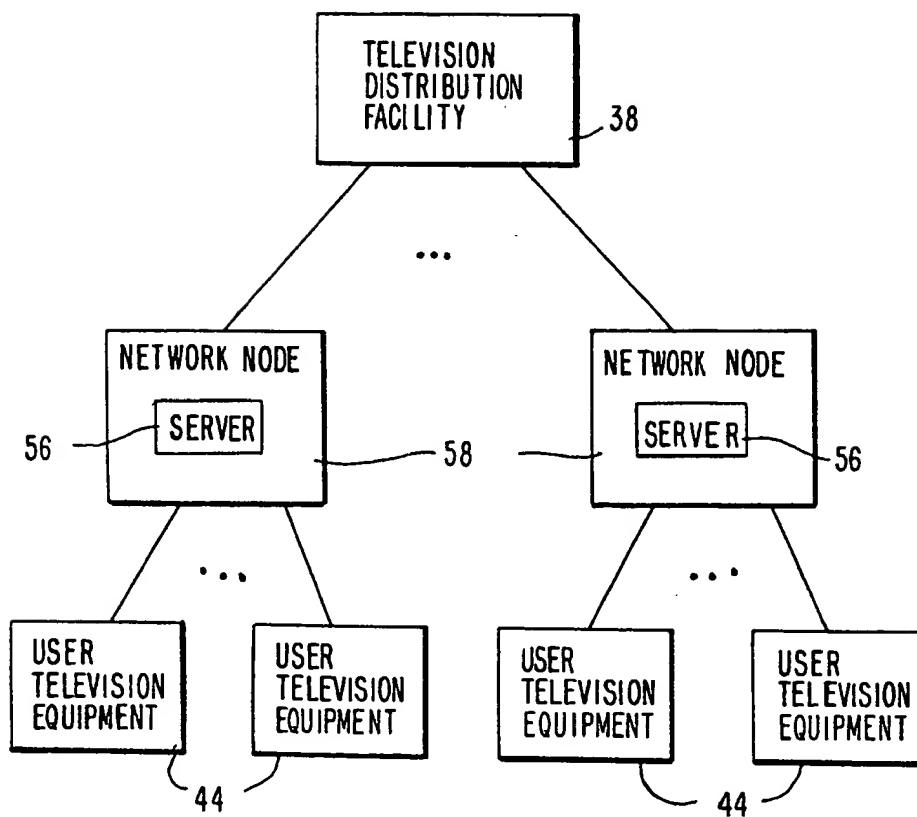 TELEVISION
DISTRIBUTION
FACILITY
38
...
NETWORK NODE
SERVER
56
58
NETWORK NODE
SERVER
56
...
...
USER
TELEVISION
EQUIPMENT
USER
TELEVISION
EQUIPMENT
USER
TELEVISION
EQUIPMENT
USER
TELEVISION
EQUIPMENT
44
44